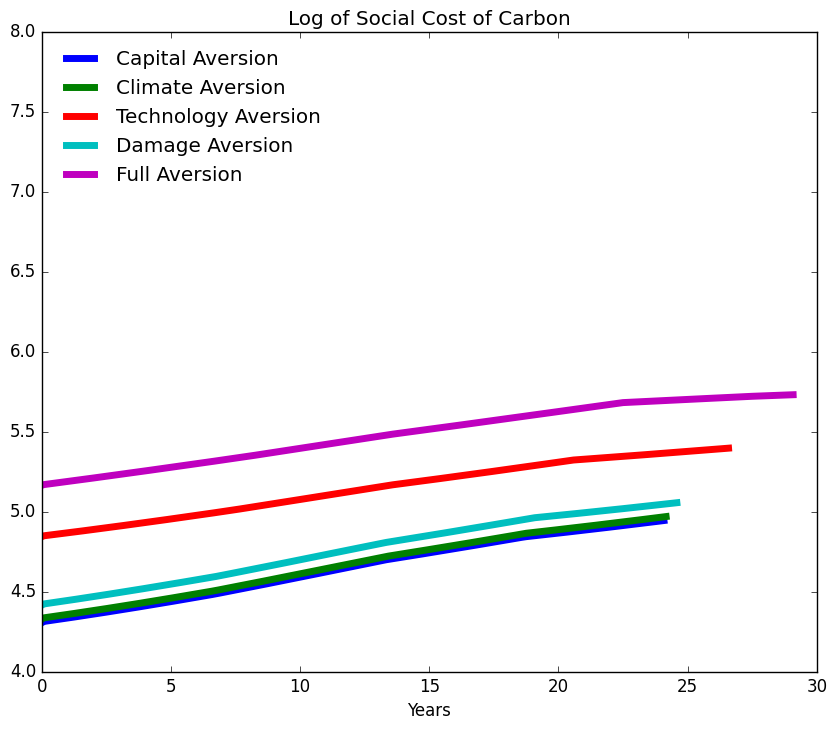 Log of Social Cost of Carbon
8.0
7.5
7.0
6.5
6.0
5.5
5.0
4.5
4.0
Capital Aversion
Climate Aversion
Technology Aversion
Damage Aversion
Full Aversion
0 5 10 15 20 25 30
Years